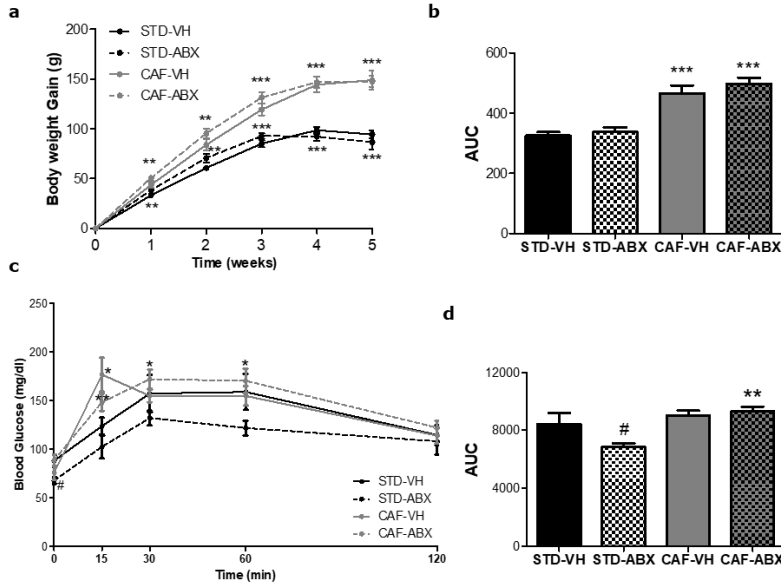 a
Body weight Gain (g)
200
150
100
50
0
STD-VH
STD-ABX
CAF-VH
CAF-ABX
** ** *** *** ***
** ** *** *** ***
0 1 2 3 4 5
Time (weeks)
b
AUC
600
400
200
0
*** ***
STD-VH STD-ABX CAF-VH CAF-ABX
c
Blood Glucose (mg/dl)
250
200
150
100
50
0
* * *
**
#
STD-VH
STD-ABX
CAF-VH
CAF-ABX
0 15 30 60 120
Time (min)
d
AUC
12000
8000
4000
0
# **
STD-VH STD-ABX CAF-VH CAF-ABX